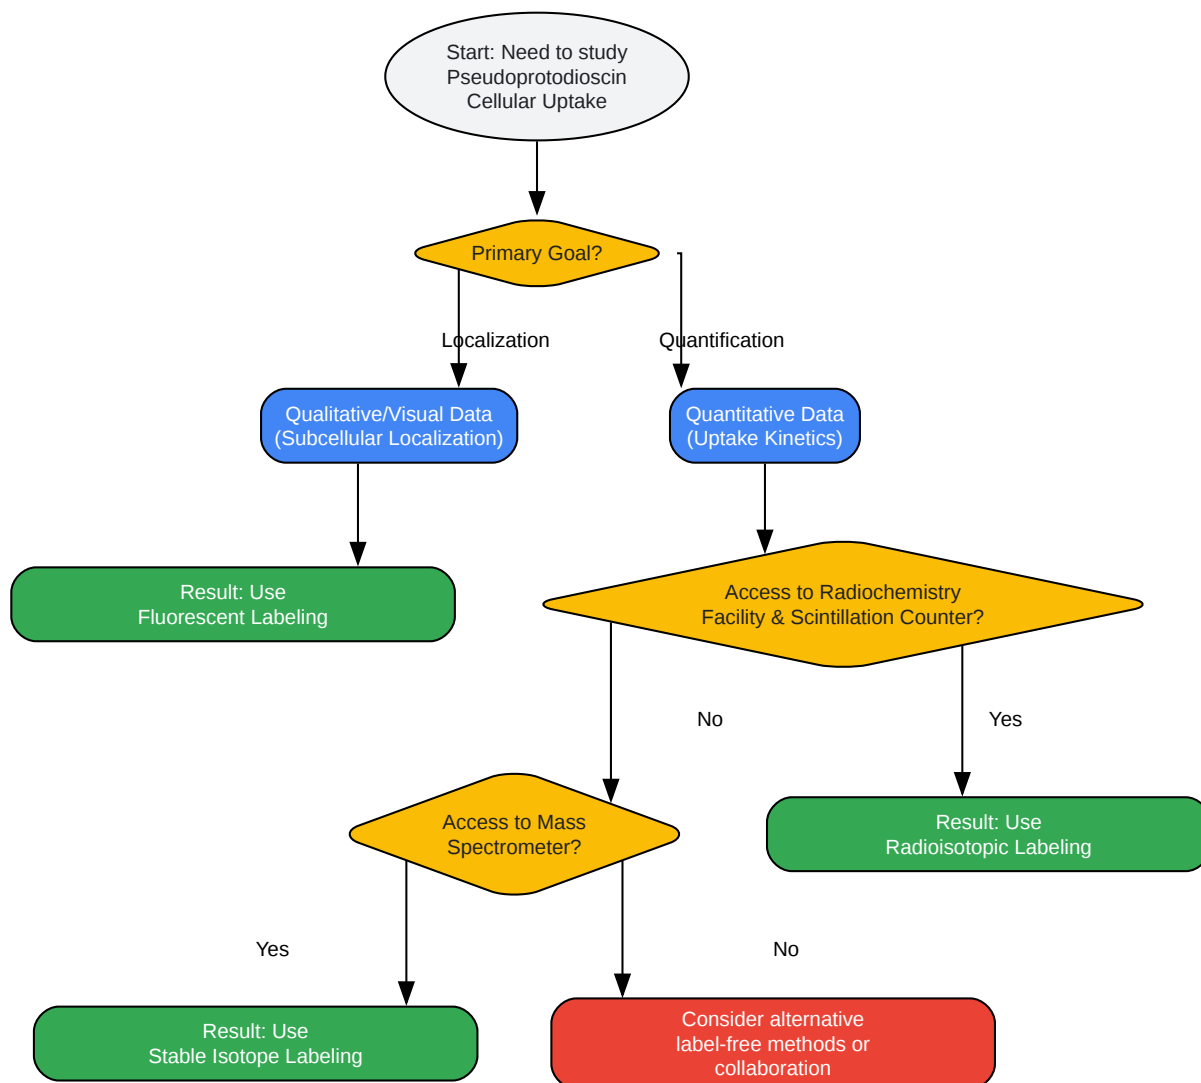 Start: Need to study
Pseudoprotodioscin
Cellular Uptake
Primary Goal?
Localization
Quantification
Qualitative/Visual Data
(Subcellular Localization)
Quantitative Data
(Uptake Kinetics)
Result: Use
Fluorescent Labeling
Access to Radiochemistry
Facility & Scintillation Counter?
No
Yes
Access to Mass
Spectrometer?
Result: Use
Radioisotopic Labeling
Yes
No
Result: Use
Stable Isotope Labeling
Consider alternative
label-free methods or
collaboration